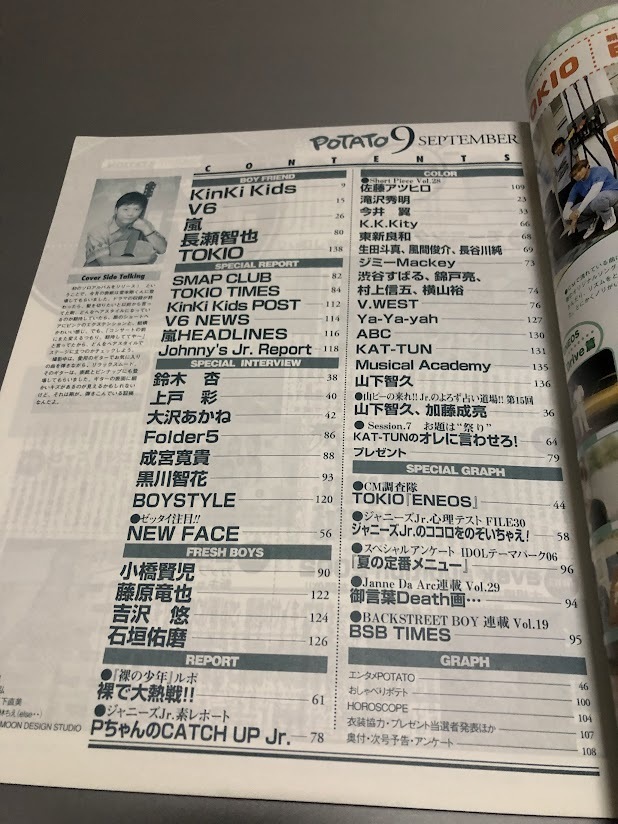 POTATO 9 SEPTEMBER
CONTENTS
BOY FRIEND
KinKi Kids 9
V6 15
嵐 26
長瀬智也 80
TOKIO 138
SPECIAL REPORT
SMAP CLUB 82
TOKIO TIMES 84
KinKi Kids POST 112
V6 NEWS 114
嵐HEADLINES 116
Johnny's Jr. Report 118
SPECIAL INTERVIEW
鈴木 杏 38
上戸 彩 40
大沢あかね 42
Folder5 86
成宮寛貴 88
黒川智花 93
BOYSTYLE 120
●ゼッタイ注目!!
NEW FACE 56
FRESH BOYS
小橋賢児 90
藤原竜也 122
吉沢 悠 124
石垣佑磨 126
REPORT
●『裸の少年』ルポ
裸で大熱戦!! 61
●ジャニーズJr.素レポート
PちゃんのCATCH UP Jr. 78
COLOR
●Short Piece Vol.28
佐藤アツヒロ 109
滝沢秀明 23
今井 翼 33
K.K.Kity 66
東新良和 68
生田斗真、風間俊介、長谷川純 69
ジミーMackey 73
渋谷すばる、錦戸亮、
村上信五、横山裕 74
V.WEST 76
Ya-Ya-yah 127
ABC 130
KAT-TUN 131
Musical Academy 135
山下智久 136
●山ピーの来れ!!Jr.のよろず占い道場!! 第15回
山下智久、加藤成亮 36
●Session.7 お題は“祭り”
KAT-TUNのオレに言わせろ! 64
プレゼント 79
SPECIAL GRAPH
●CM調査隊
TOKIO『ENEOS』 44
●ジャニーズJr.心理テスト FILE30
ジャニーズJr.のココロをのぞいちゃえ! 58
●スペシャルアンケート IDOLテーマパーク06
『夏の定番メニュー』 96
●Janne Da Arc連載 Vol.29
御言葉Death画… 94
●BACKSTREET BOY 連載 Vol.19
BSB TIMES 95
GRAPH
エンタメPOTATO 46
おしゃべりポテト 100
HOROSCOPE 104
衣装協力・プレゼント当選者発表ほか 107
奥付・次号予告・アンケート 108
Cover Side Talking
MOON DESIGN STUDIO